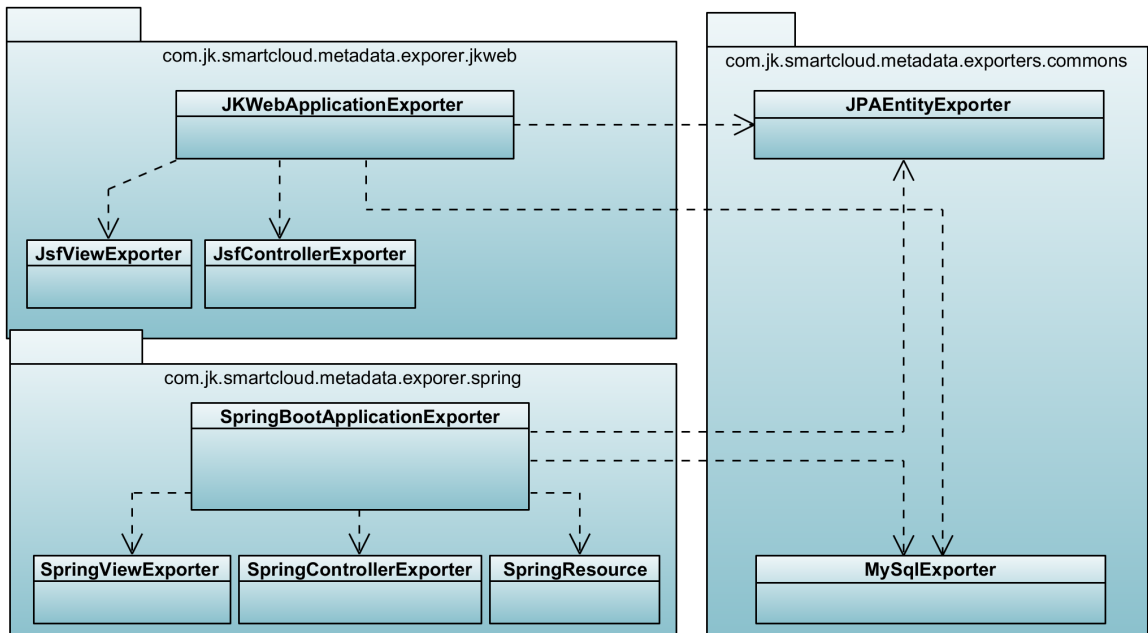 com.jk.smartcloud.metadata.exporer.jkweb
JKWebApplicationExporter
JsfViewExporter
JsfControllerExporter
com.jk.smartcloud.metadata.exporer.spring
SpringBootApplicationExporter
SpringViewExporter
SpringControllerExporter
SpringResource
com.jk.smartcloud.metadata.exporters.commons
JPAEntityExporter
MySqlExporter